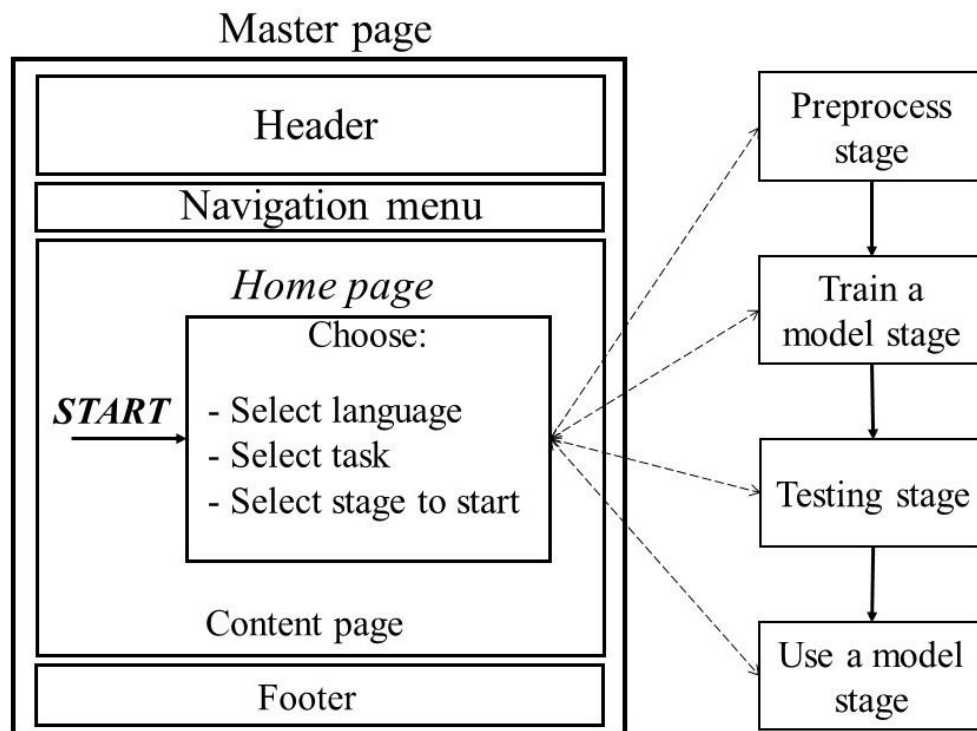 Master page
Header
Navigation menu
Home page
Choose:
START
- Select language
- Select task
- Select stage to start
Content page
Footer
Preprocess
stage
Train a
model stage
Testing stage
Use a model
stage